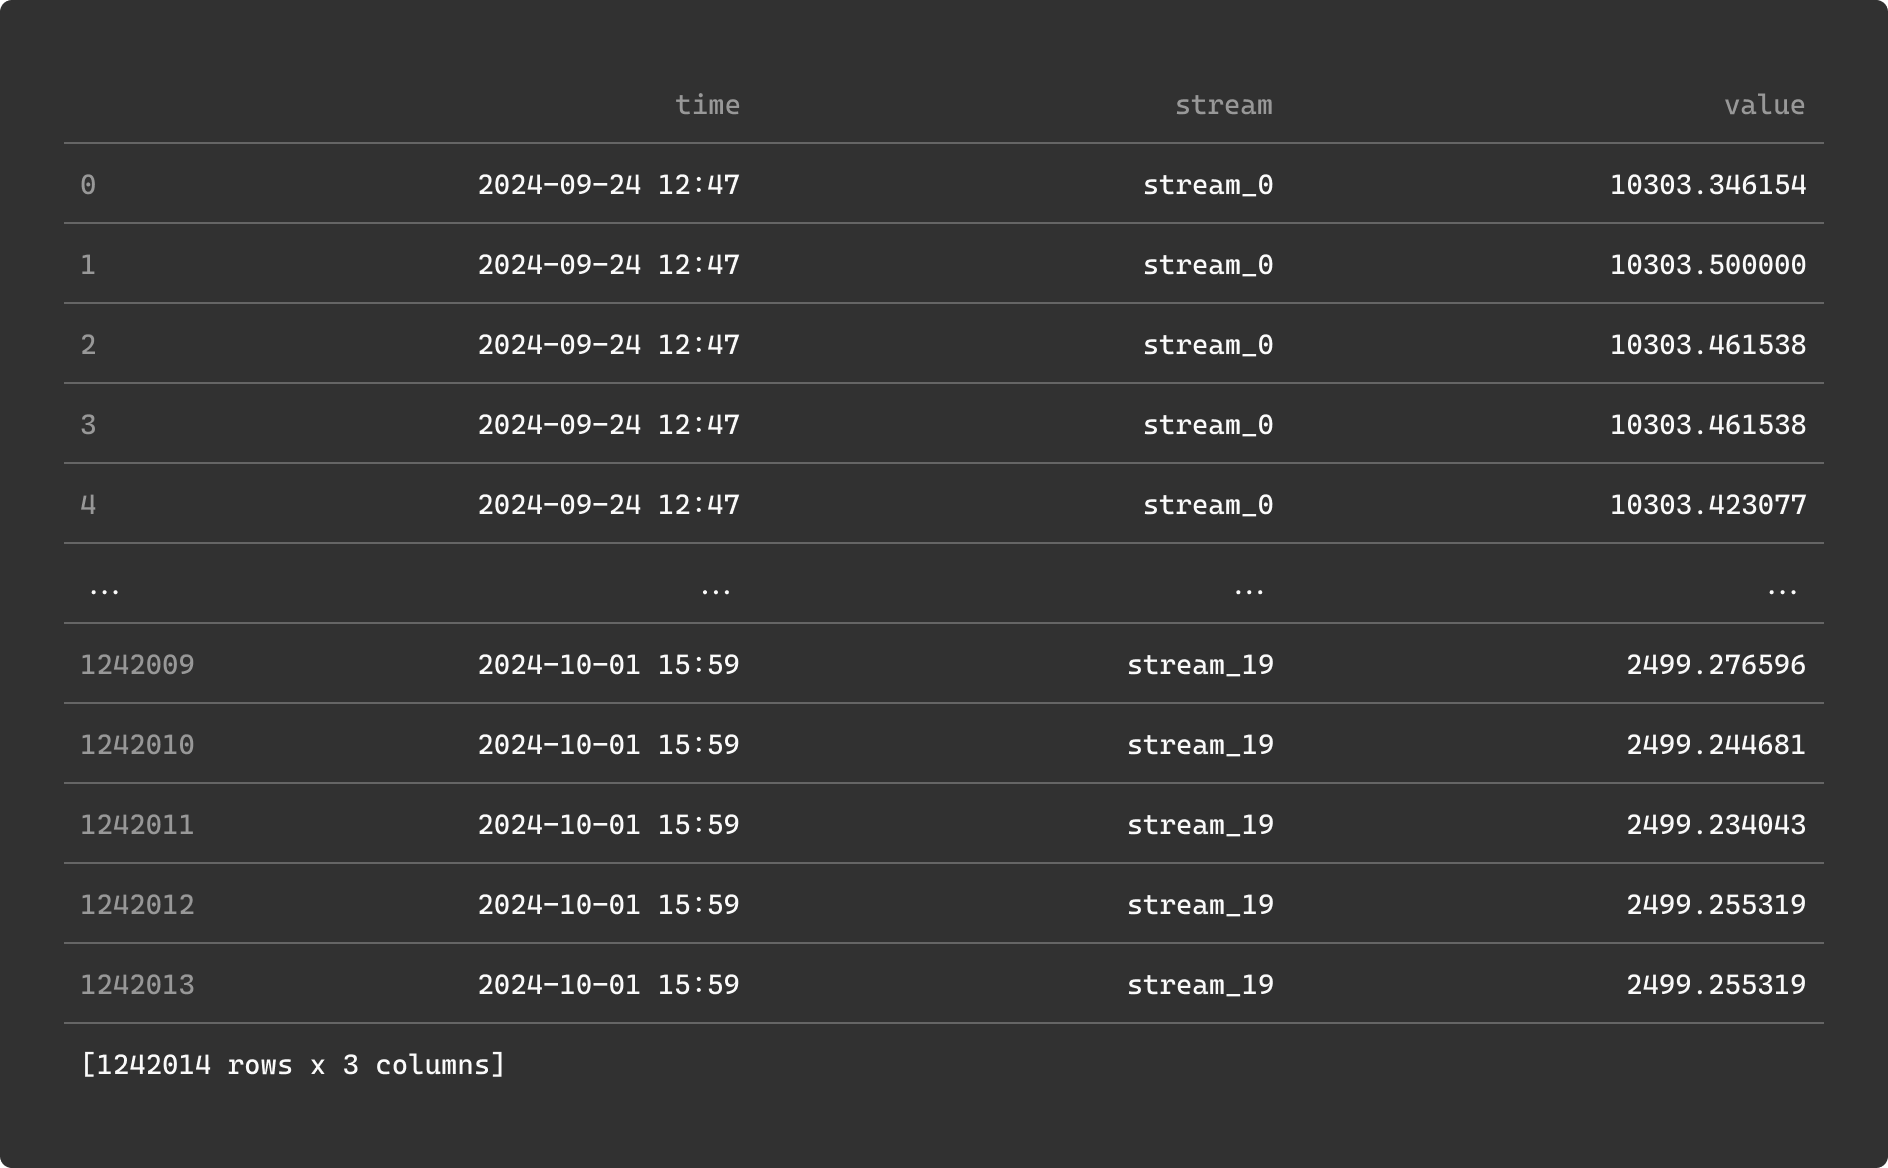 time stream value
0 2024-09-24 12:47 stream_0 10303.346154
1 2024-09-24 12:47 stream_0 10303.500000
2 2024-09-24 12:47 stream_0 10303.461538
3 2024-09-24 12:47 stream_0 10303.461538
4 2024-09-24 12:47 stream_0 10303.423077
... ... ... ...
1242009 2024-10-01 15:59 stream_19 2499.276596
1242010 2024-10-01 15:59 stream_19 2499.244681
1242011 2024-10-01 15:59 stream_19 2499.234043
1242012 2024-10-01 15:59 stream_19 2499.255319
1242013 2024-10-01 15:59 stream_19 2499.255319
[1242014 rows x 3 columns]